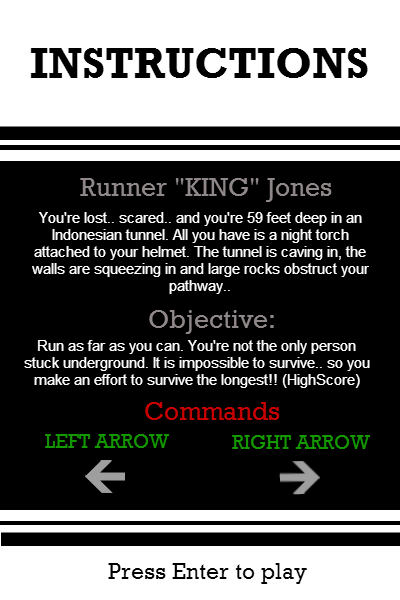 INSTRUCTIONS
Runner "KING" Jones
You're lost.. scared.. and you're 59 feet deep in an
Indonesian tunnel. All you have is a night torch
attached to your helmet. The tunnel is caving in, the
walls are squeezing in and large rocks obstruct your
pathway..
Objective:
Run as far as you can. You're not the only person
stuck underground. It is impossible to survive.. so you
make an effort to survive the longest!! (HighScore)
Commands
LEFT ARROW RIGHT ARROW
Press Enter to play